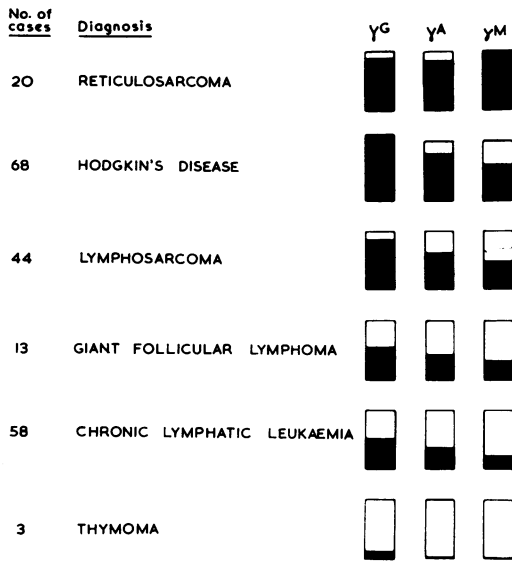 No. of
cases Diagnosis γG γA γM
20 RETICULOSARCOMA
68 HODGKIN'S DISEASE
44 LYMPHOSARCOMA
13 GIANT FOLLICULAR LYMPHOMA
58 CHRONIC LYMPHATIC LEUKAEMIA
3 THYMOMA